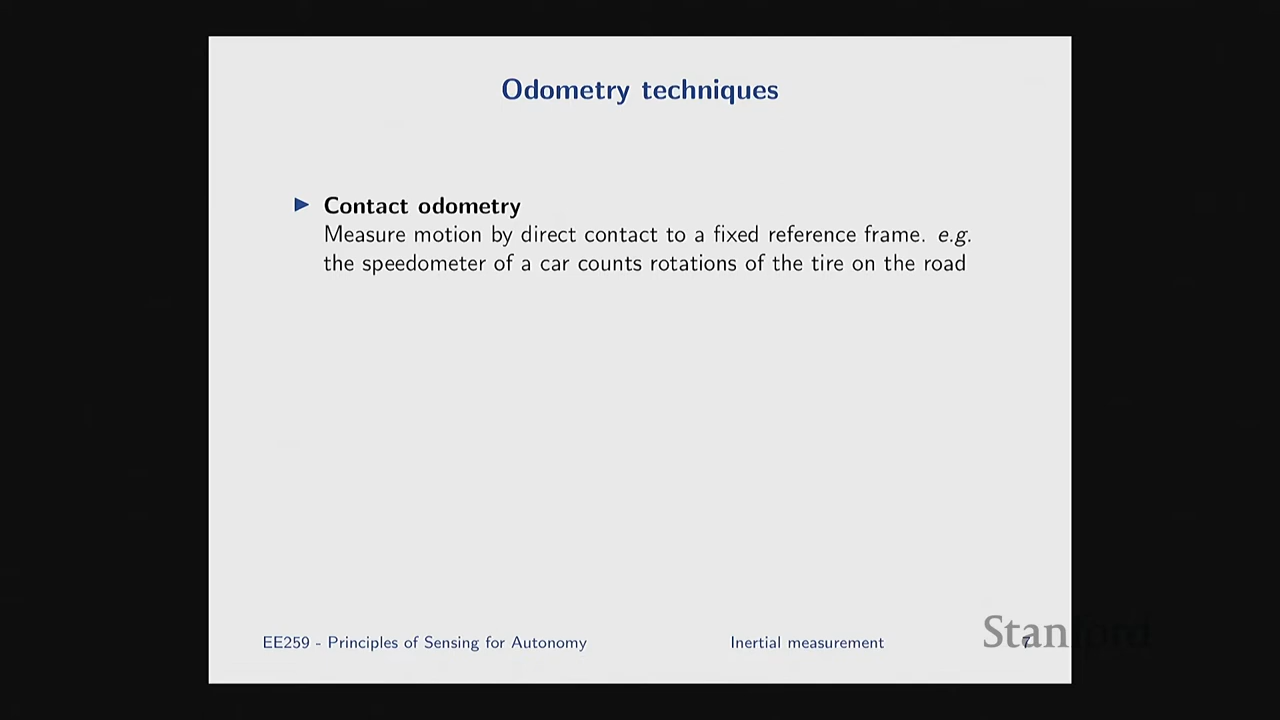 Odometry techniques
Contact odometry
Measure motion by direct contact to a fixed reference frame. e.g.
the speedometer of a car counts rotations of the tire on the road
EE259 - Principles of Sensing for Autonomy
Inertial measurement
7
Stanford